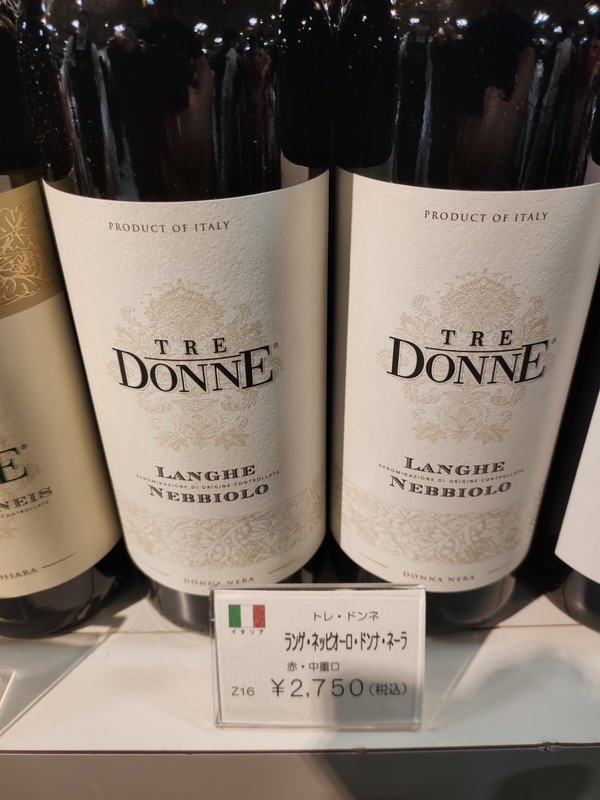 PRODUCT OF ITALY
TRE
DONNE®
LANGHE
DENOMINAZIONE DI ORIGINE CONTROLLATA
NEBBIOLO
DONNA NERA
PRODUCT OF ITALY
TRE
DONNE®
LANGHE
DENOMINAZIONE DI ORIGINE CONTROLLATA
NEBBIOLO
DONNA NERA
E®
NEIS
CONTROLLATA
HIARA
イタリア
トレ・ドンネ
ランゲ・ネッビオーロ・ドンナ・ネーラ
赤・中重口
Z16 ¥2,750(税込)